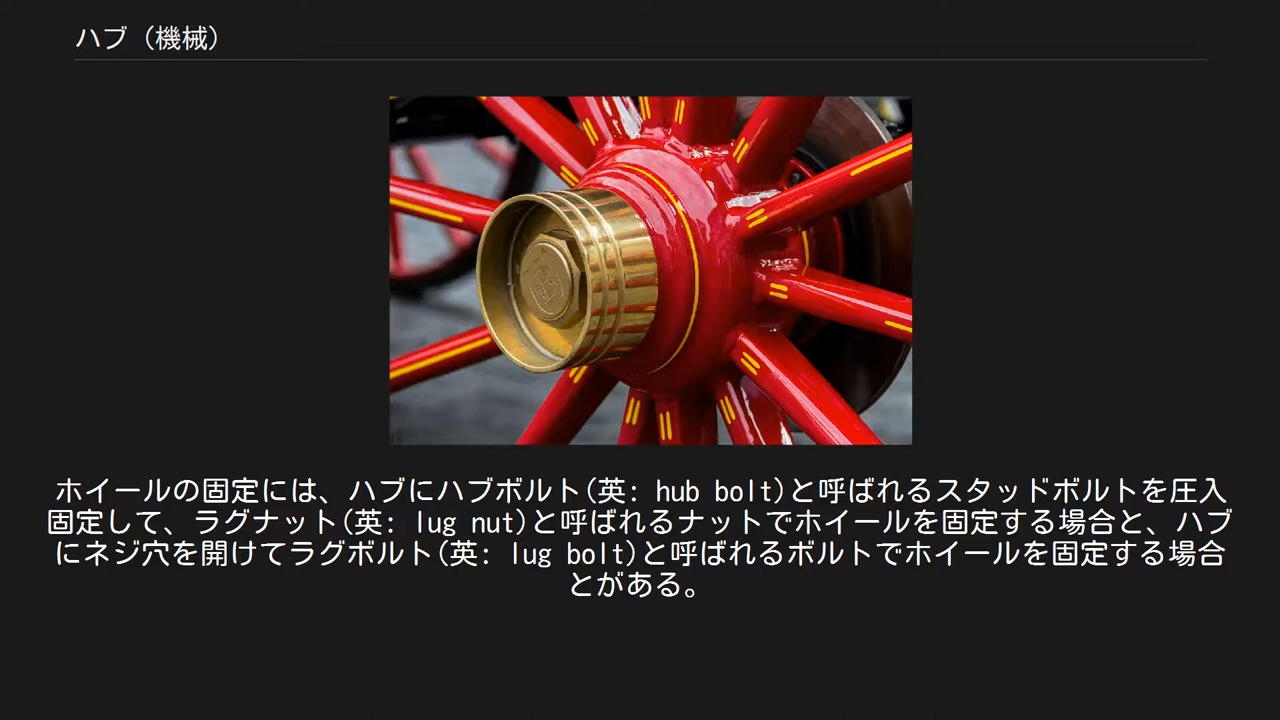 ハブ（機械）
ホイールの固定には、ハブにハブボルト(英: hub bolt)と呼ばれるスタッドボルトを圧入
固定して、ラグナット(英: lug nut)と呼ばれるナットでホイールを固定する場合と、ハブ
にネジ穴を開けてラグボルト(英: lug bolt)と呼ばれるボルトでホイールを固定する場合
とがある。